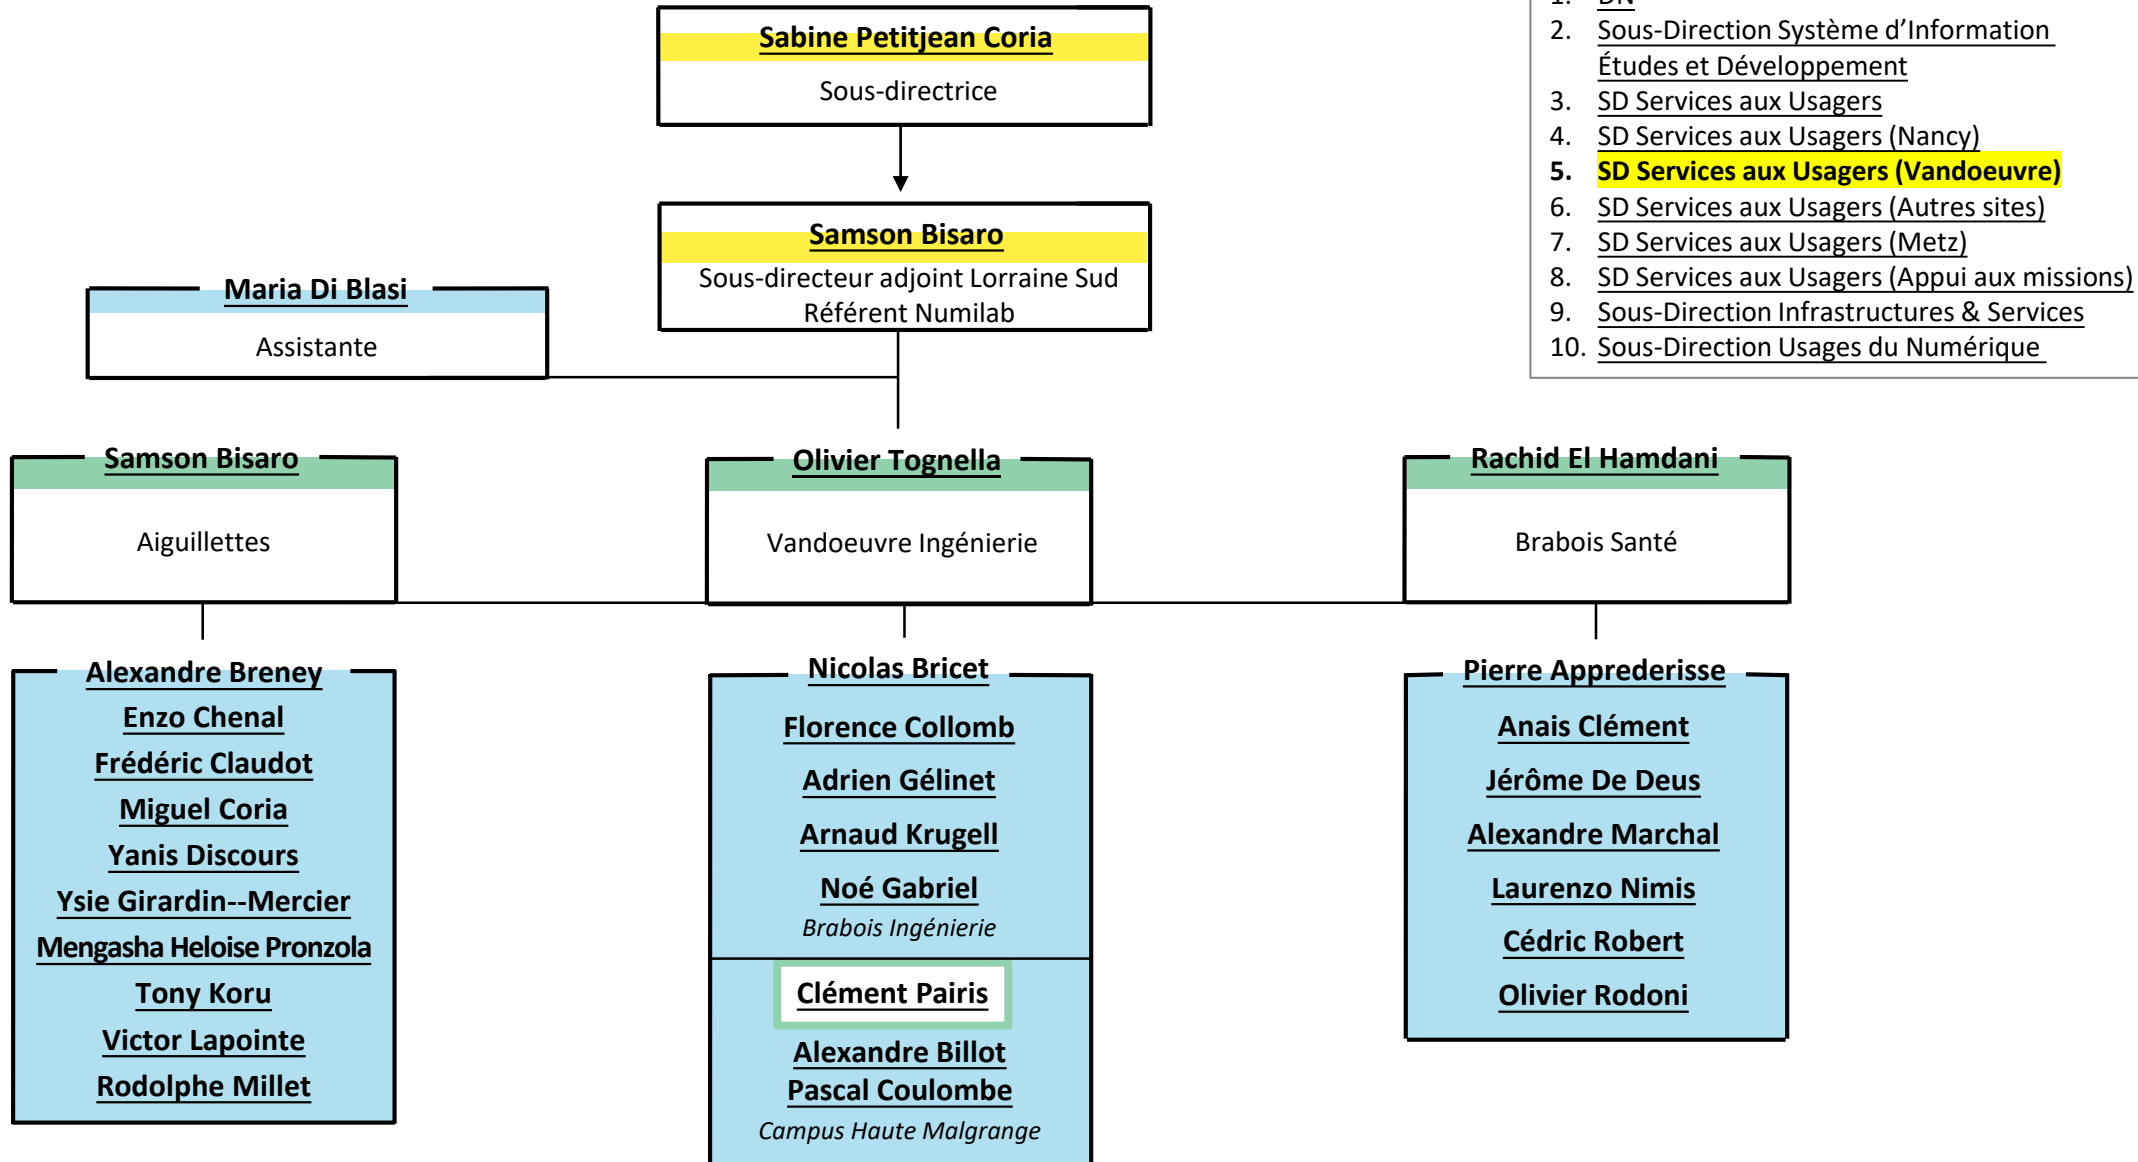 Sabine Petitjean Coria
Sous-directrice
Samson Bisaro
Sous-directeur adjoint Lorraine Sud
Référent Numilab
Maria Di Blasi
Assistante
1. DN
2. Sous-Direction Système d’Information
Études et Développement
3. SD Services aux Usagers
4. SD Services aux Usagers (Nancy)
5. SD Services aux Usagers (Vandoeuvre)
6. SD Services aux Usagers (Autres sites)
7. SD Services aux Usagers (Metz)
8. SD Services aux Usagers (Appui aux missions)
9. Sous-Direction Infrastructures & Services
10. Sous-Direction Usages du Numérique
Samson Bisaro
Aiguillettes
Olivier Tognella
Vandoeuvre Ingénierie
Rachid El Hamdani
Brabois Santé
Alexandre Breney
Enzo Chenal
Frédéric Claudot
Miguel Coria
Yanis Discours
Ysie Girardin--Mercier
Mengasha Heloise Pronzola
Tony Koru
Victor Lapointe
Rodolphe Millet
Nicolas Bricet
Florence Collomb
Adrien Gélinet
Arnaud Krugell
Noé Gabriel
Brabois Ingénierie
Clément Pairis
Alexandre Billot
Pascal Coulombe
Campus Haute Malgrange
Pierre Apprederisse
Anais Clément
Jérôme De Deus
Alexandre Marchal
Laurenzo Nimis
Cédric Robert
Olivier Rodoni